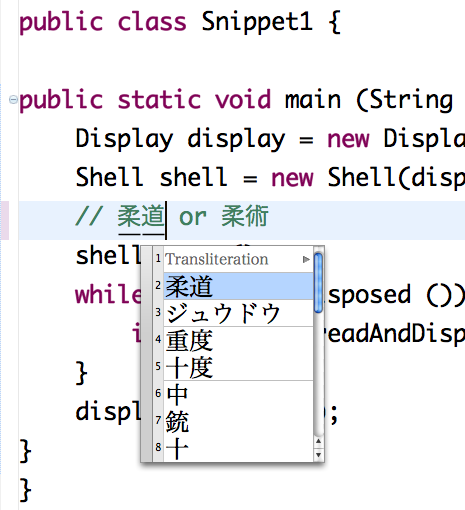 public class Snippet1 {
public static void main (String
Display display = new Displa
Shell shell = new Shell(disp
// 柔道 or 柔術
shell
while sposed ())
i readAndDisp
}
displ ;
}
}
1 Transliteration
2 柔道
3 ジュウドウ
4 重度
5 十度
6 中
7 銃
8 十